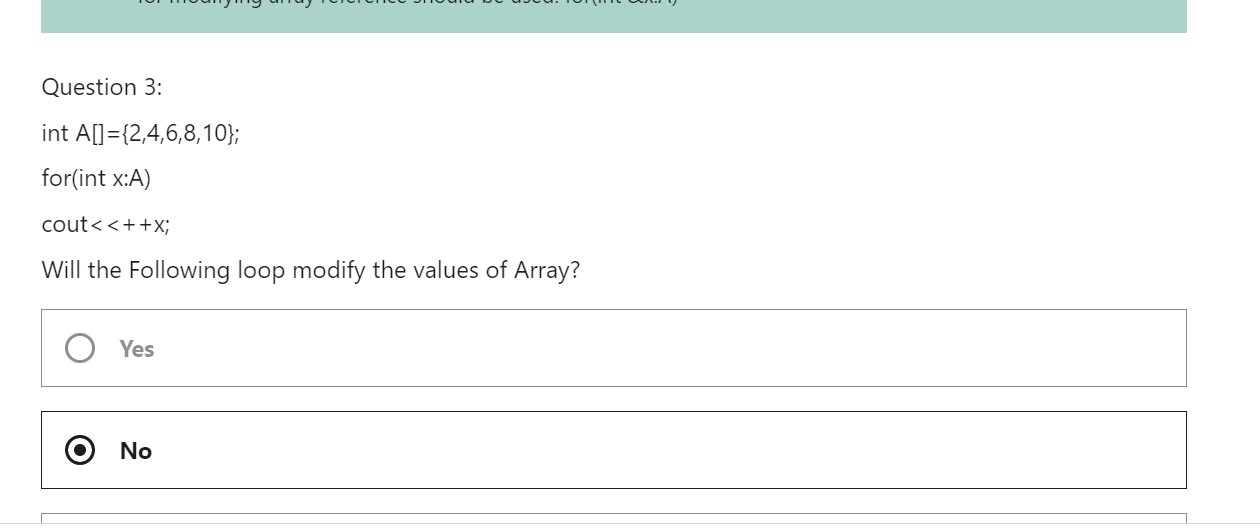 for modifying array reference should be used. for(int &x:A)
Question 3:
int A[]={2,4,6,8,10};
for(int x:A)
cout<<++x;
Will the Following loop modify the values of Array?
Yes
No